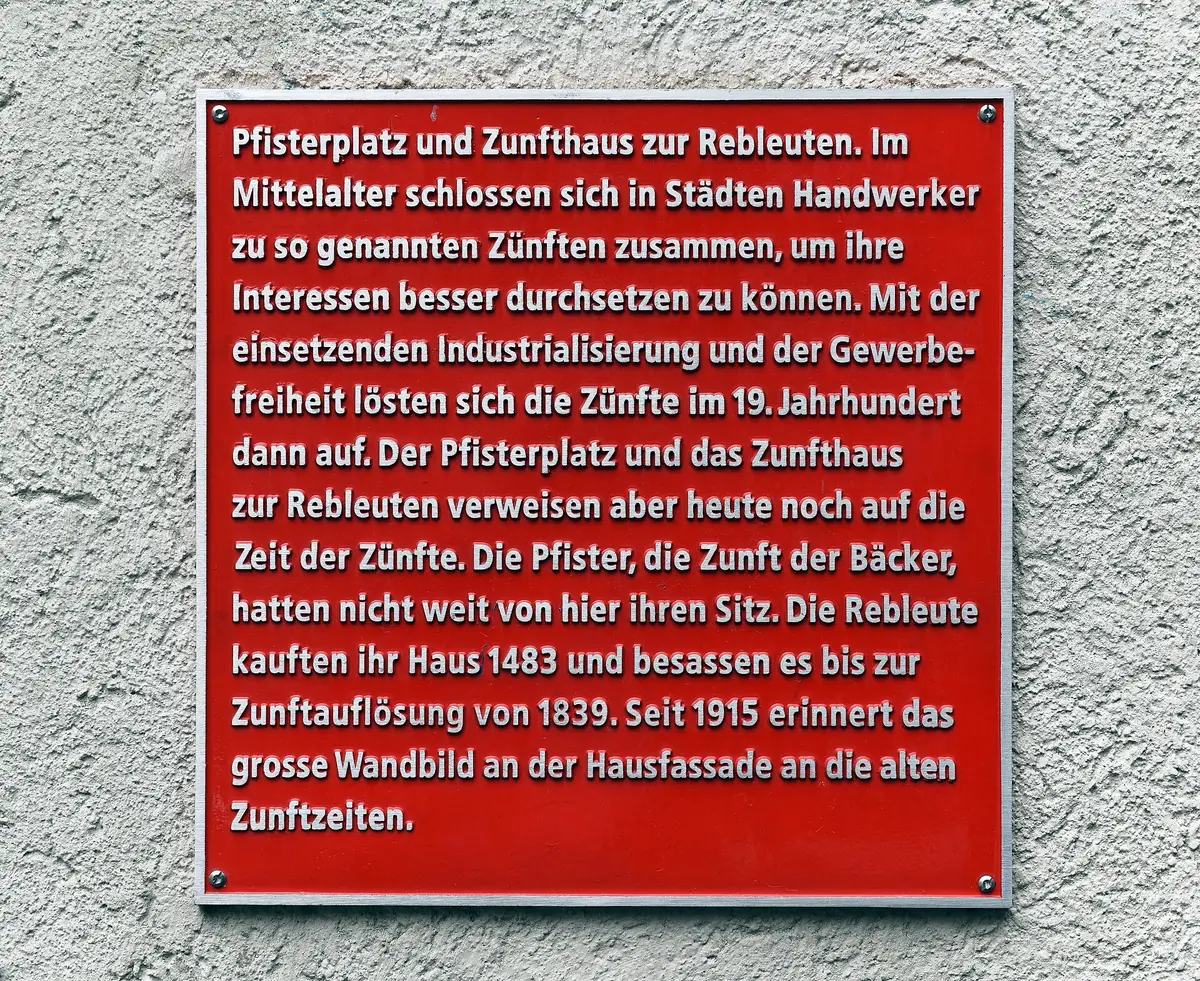 Pfisterplatz und Zunfthaus zur Rebleuten. Im
Mittelalter schlossen sich in Städten Handwerker
zu so genannten Zünften zusammen, um ihre
Interessen besser durchsetzen zu können. Mit der
einsetzenden Industrialisierung und der Gewerbe-
freiheit lösten sich die Zünfte im 19. Jahrhundert
dann auf. Der Pfisterplatz und das Zunfthaus
zur Rebleuten verweisen aber heute noch auf die
Zeit der Zünfte. Die Pfister, die Zunft der Bäcker,
hatten nicht weit von hier ihren Sitz. Die Rebleute
kauften ihr Haus 1483 und besassen es bis zur
Zunftauflösung von 1839. Seit 1915 erinnert das
grosse Wandbild an der Hausfassade an die alten
Zunftzeiten.